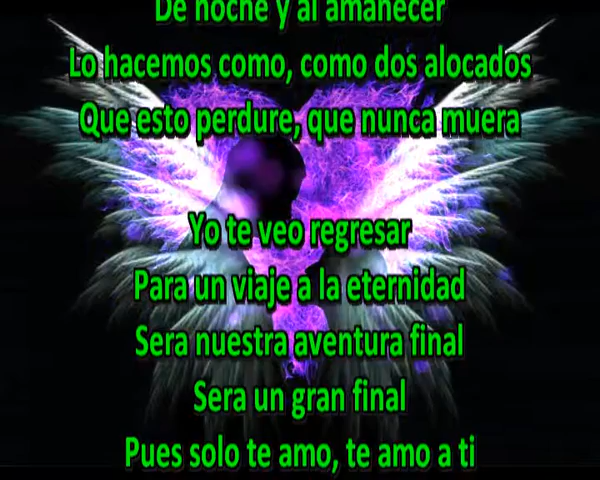 De noche y al amanecer
Lo hacemos como, como dos alocados
Que esto perdure, que nunca muera
Yo te veo regresar
Para un viaje a la eternidad
Sera nuestra aventura final
Sera un gran final
Pues solo te amo, te amo a ti